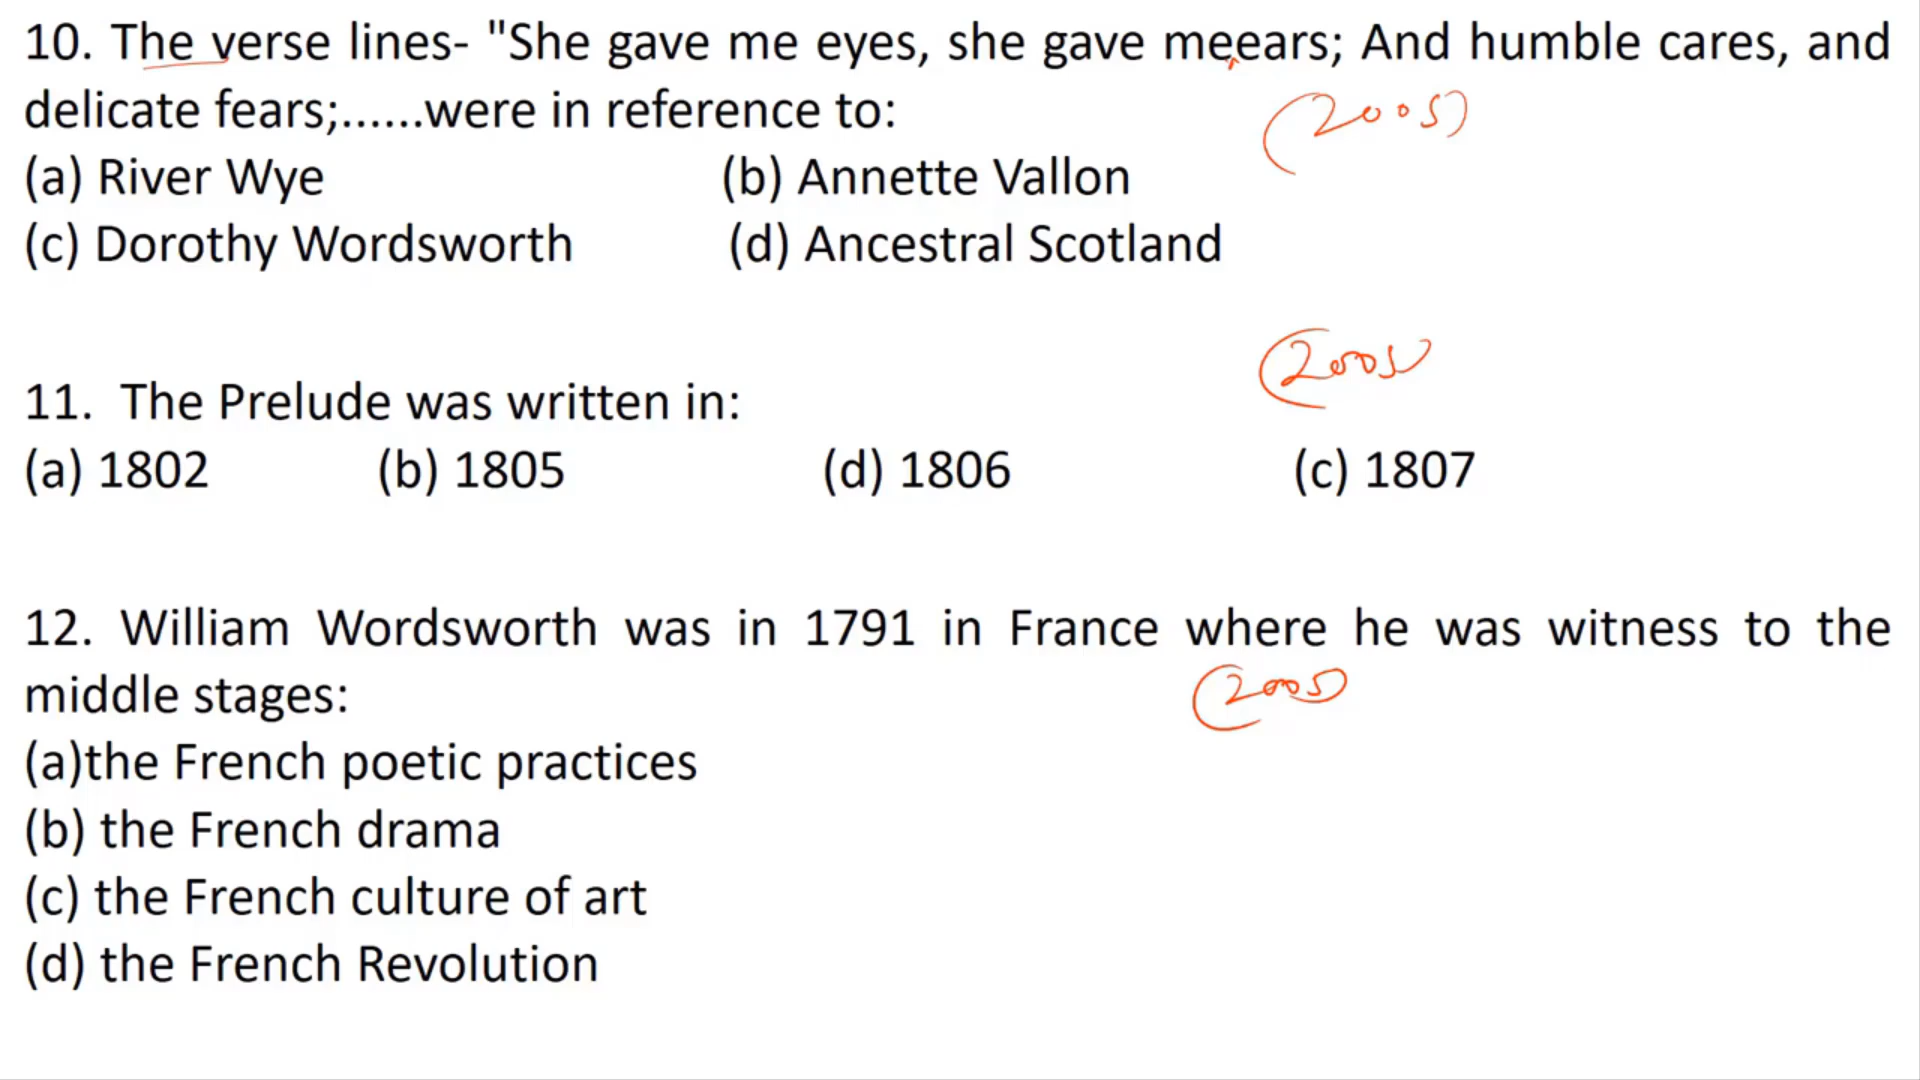 10. The verse lines- "She gave me eyes, she gave meears; And humble cares, and
delicate fears;......were in reference to:
(2005)
(a) River Wye (b) Annette Vallon
(c) Dorothy Wordsworth (d) Ancestral Scotland
(2005)
11. The Prelude was written in:
(a) 1802 (b) 1805 (d) 1806 (c) 1807
12. William Wordsworth was in 1791 in France where he was witness to the
middle stages:
(2005)
(a)the French poetic practices
(b) the French drama
(c) the French culture of art
(d) the French Revolution